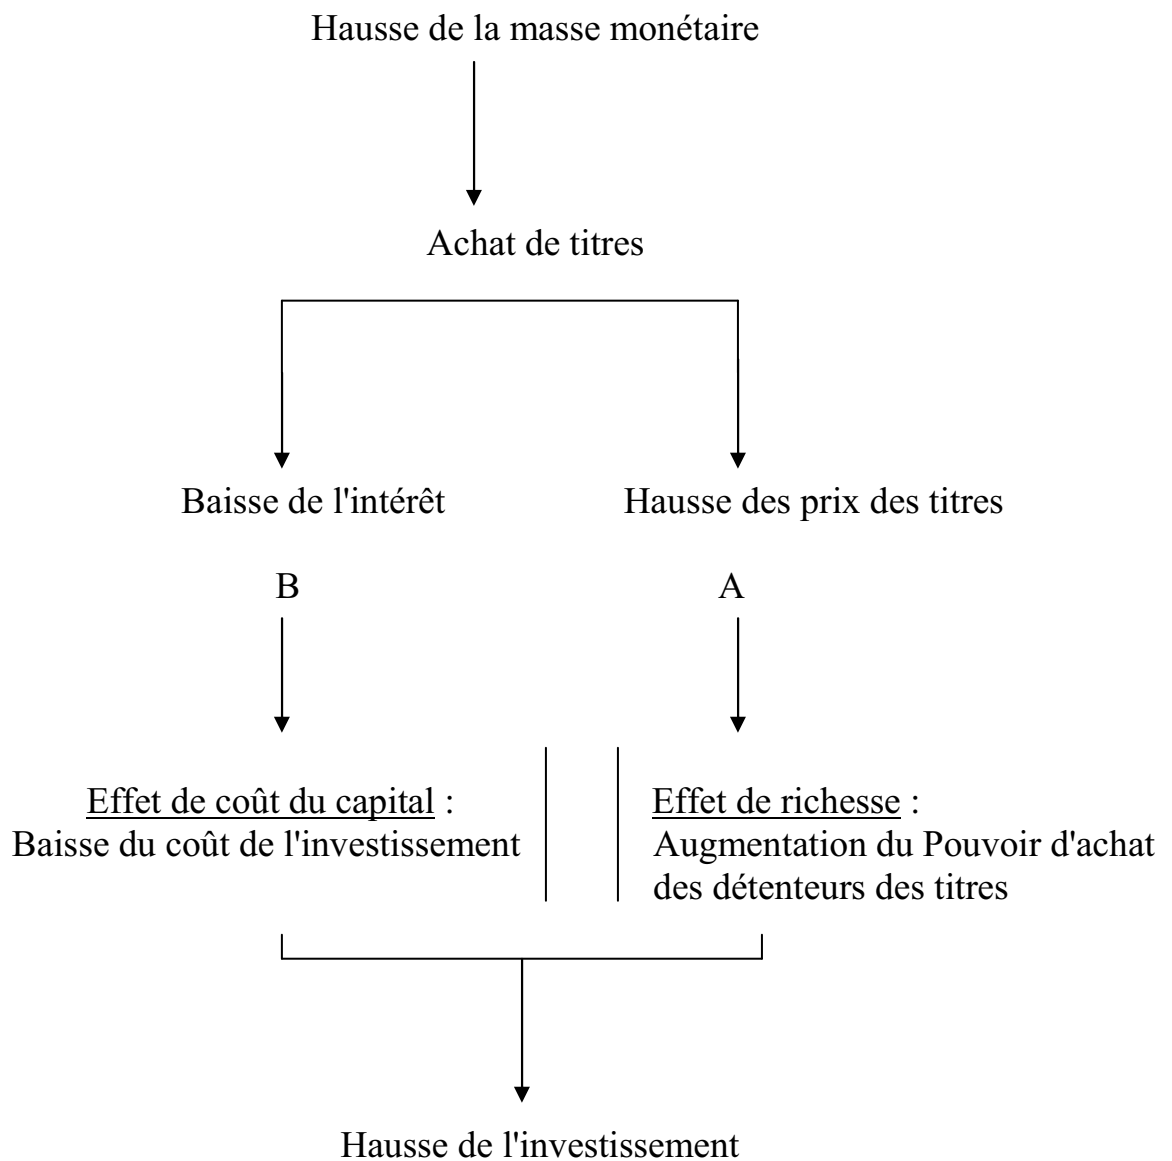 Hausse de la masse monétaire
Achat de titres
Baisse de l'intérêt
Hausse des prix des titres
B
A
Effet de coût du capital :
Baisse du coût de l'investissement
Effet de richesse :
Augmentation du Pouvoir d'achat
des détenteurs des titres
Hausse de l'investissement